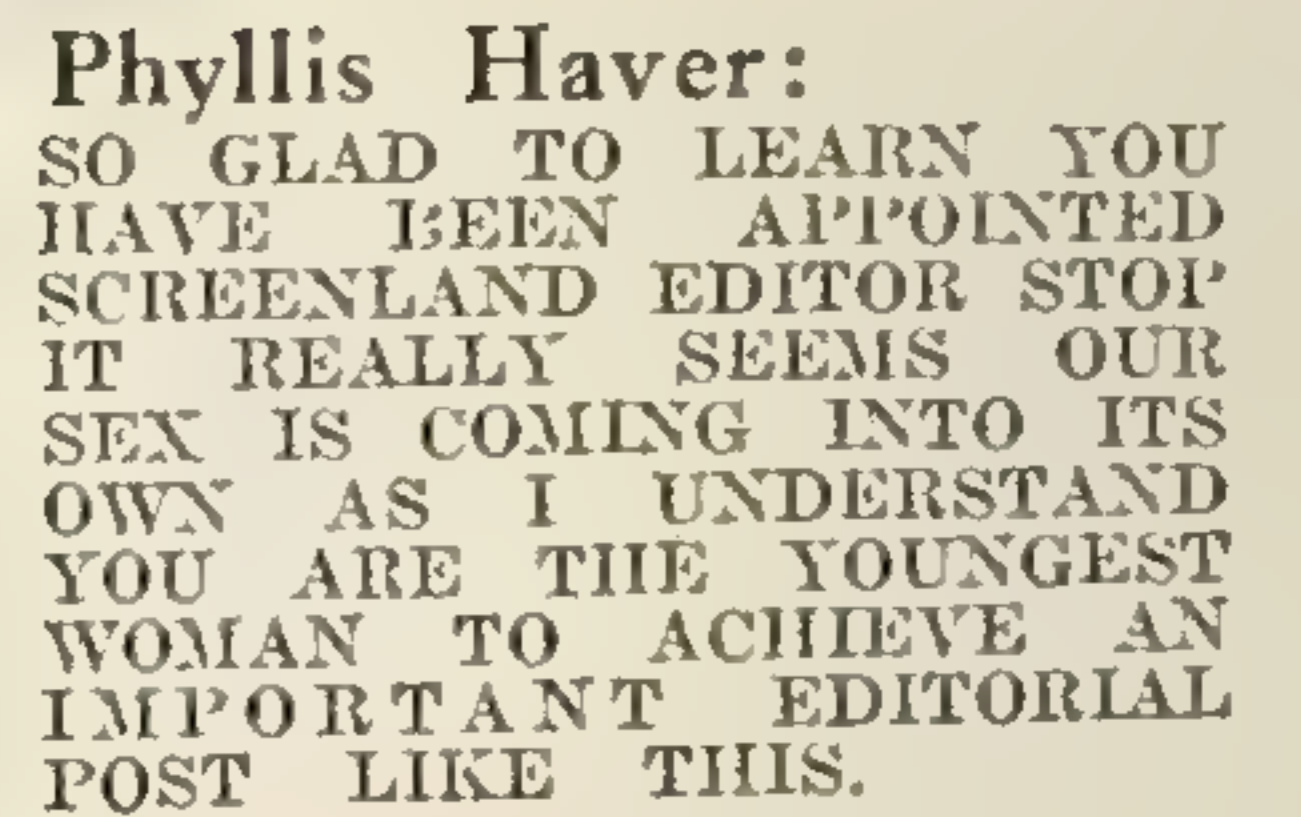 Phyllis Haver:
SO GLAD TO LEARN YOU
HAVE BEEN APPOINTED
SCREENLAND EDITOR STOP
IT REALLY SEEMS OUR
SEX IS COMING INTO ITS
OWN AS I UNDERSTAND
YOU ARE THE YOUNGEST
WOMAN TO ACHIEVE AN
IMPORTANT EDITORIAL
POST LIKE THIS.